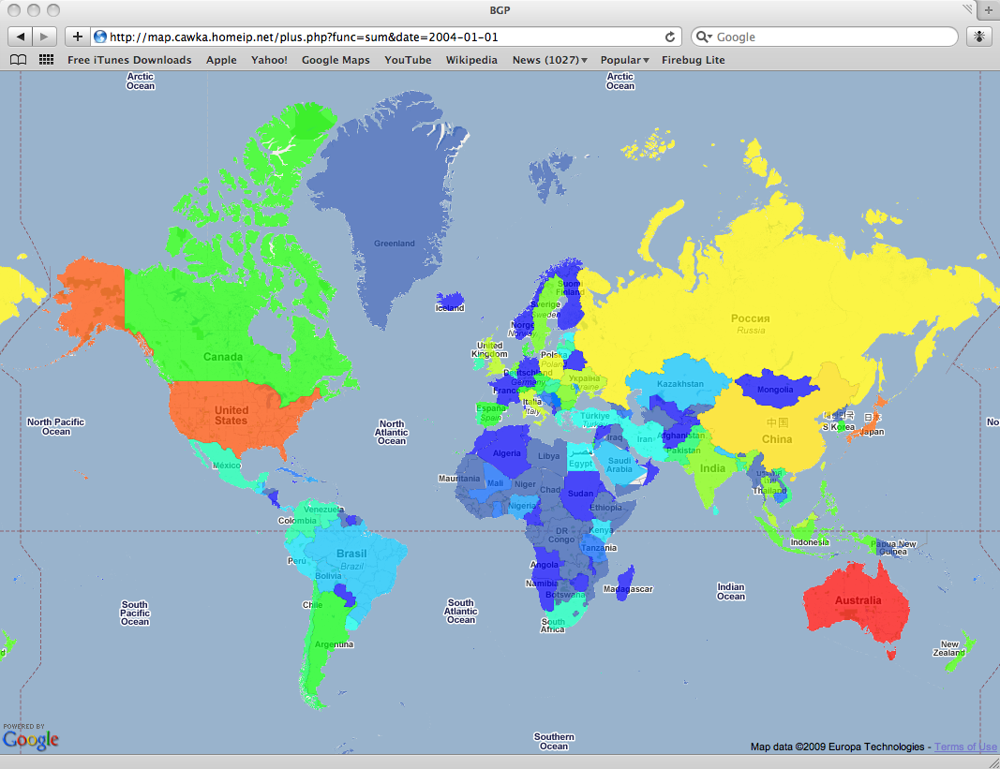 BGP
http://map.cawka.homeip.net/plus.php?func=sum&date=2004-01-01
Google
Free iTunes Downloads Apple Yahoo! Google Maps YouTube Wikipedia News (1027)▾ Popular▾ Firebug Lite
Arctic
Ocean
Arctic
Ocean
Greenland
Iceland
Suomi
Finland
Sverige
Sweden
Norge
Norway
Россия
Russia
Canada
United
Kingdom
Polska
Poland
Deutschland
Germany
Україна
Ukraine
France
Kazakhstan
Mongolia
United
States
North Pacific
Ocean
North
Atlantic
Ocean
No
España
Spain
Italia
Italy
Türkiye
Turkey
中国
China
S Korea
日本
Japan
Algeria
Libya
مصر
Egypt
Iraq
Iran
Afghanistan
Pakistan
Saudi
Arabia
India
México
Mauritania
Mali
Niger
Chad
Sudan
Thailand
Nigeria
Ethiopia
Venezuela
Colombia
DR
Congo
Kenya
Tanzania
Indonesia
Papua New
Guinea
Perú
Brasil
Brazil
Bolivia
Angola
Namibia
Botswana
Madagascar
Indian
Ocean
Australia
Chile
Argentina
South
Pacific
Ocean
South
Atlantic
Ocean
South
Africa
New
Zealand
d
Southern
Ocean
POWERED BY
Google
Map data ©2009 Europa Technologies - Terms of Use